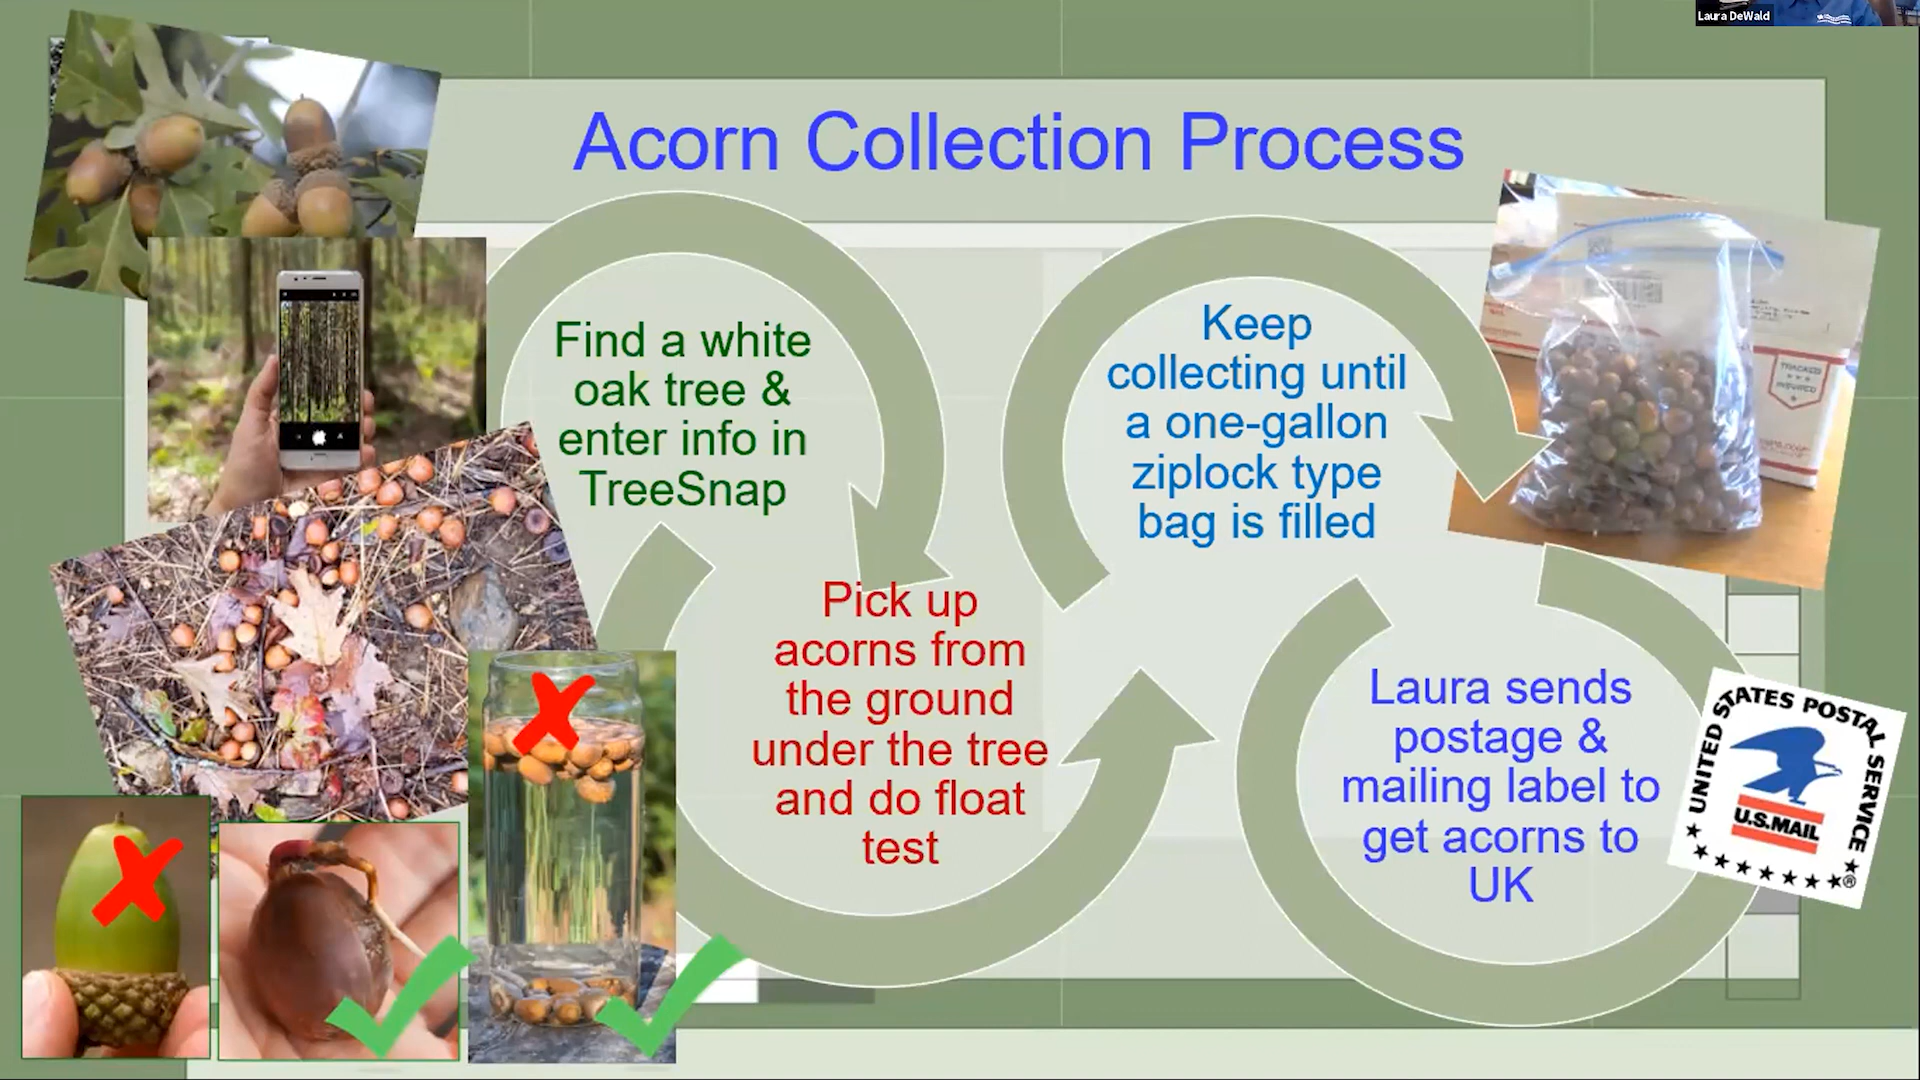 Laura DeWald
Acorn Collection Process
Find a white
oak tree &
enter info in
TreeSnap
Pick up
acorns from
the ground
under the tree
and do float
test
Keep
collecting until
a one-gallon
ziplock type
bag is filled
TRACKED
INSURED
Laura sends
postage &
mailing label to
get acorns to
UK
UNITED STATES POSTAL SERVICE
U.S.MAIL
®